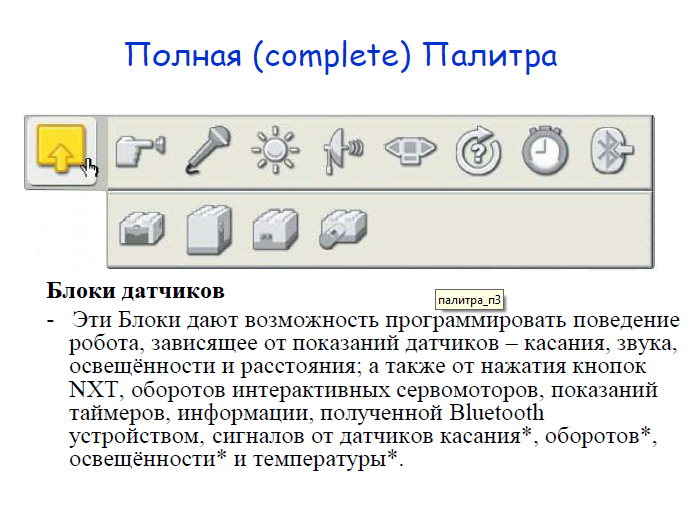 Полная (complete) Палитра
Блоки датчиков
палитра_п3
- Эти Блоки дают возможность программировать поведение
робота, зависящее от показаний датчиков – касания, звука,
освещённости и расстояния; а также от нажатия кнопок
NXT, оборотов интерактивных сервомоторов, показаний
таймеров, информации, полученной Bluetooth
устройством, сигналов от датчиков касания*, оборотов*,
освещённости* и температуры*.